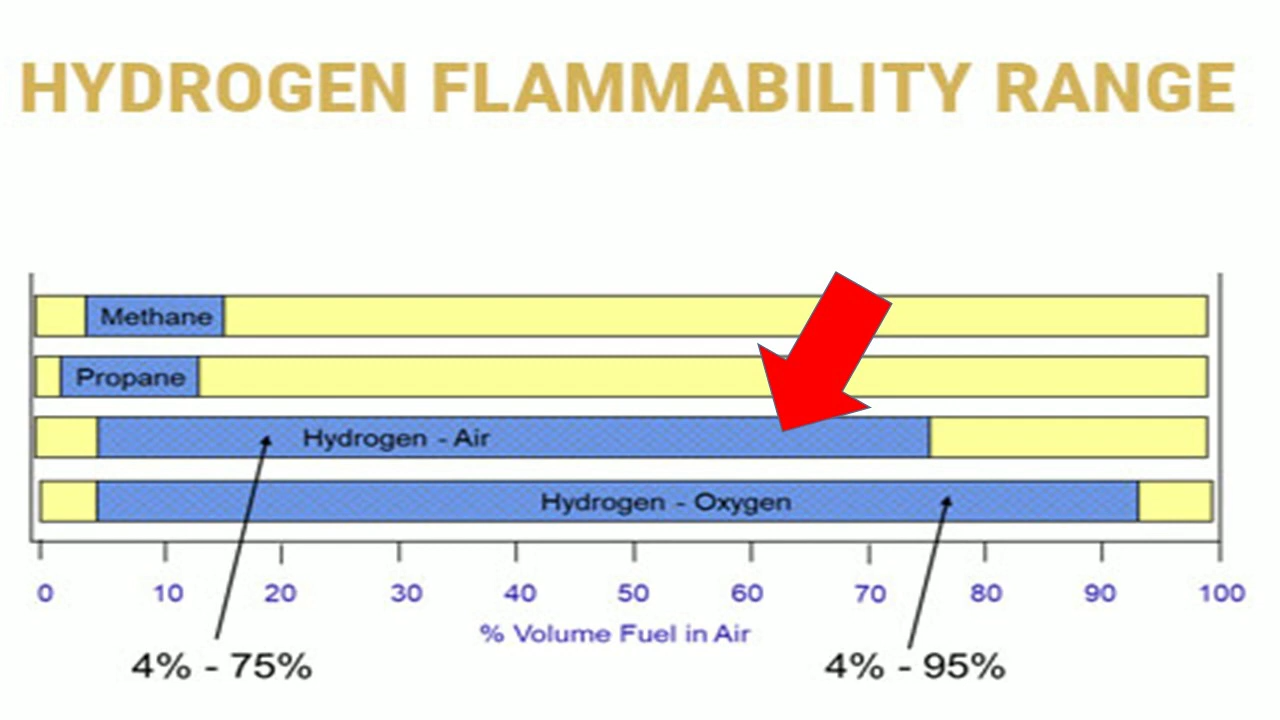 HYDROGEN FLAMMABILITY RANGE
Methane
Propane
Hydrogen - Air
Hydrogen - Oxygen
0 10 20 30 40 50 60 70 80 90 100
% Volume Fuel in Air
4% - 75% 4% - 95%